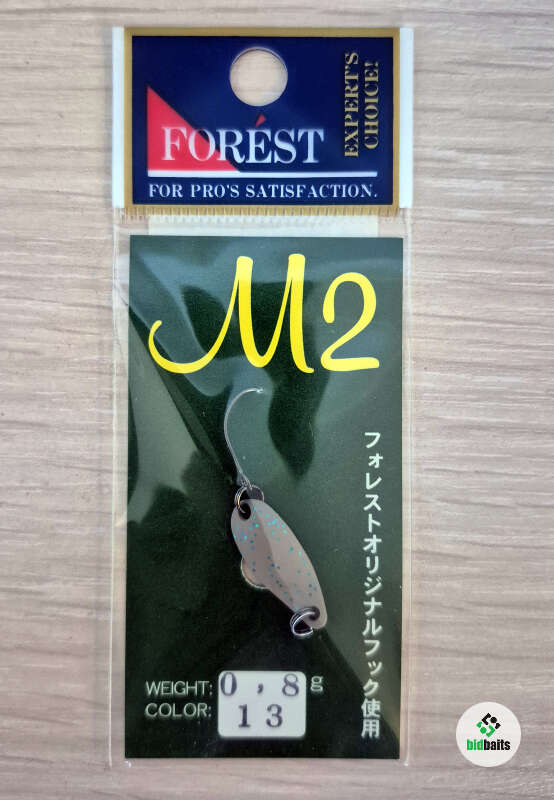 FORÉST
EXPERT'S
CHOICE!
FOR PRO'S SATISFACTION.
M2
フォレストオリジナルフック使用
WEIGHT: 0,8g
COLOR: 13
bidbaits